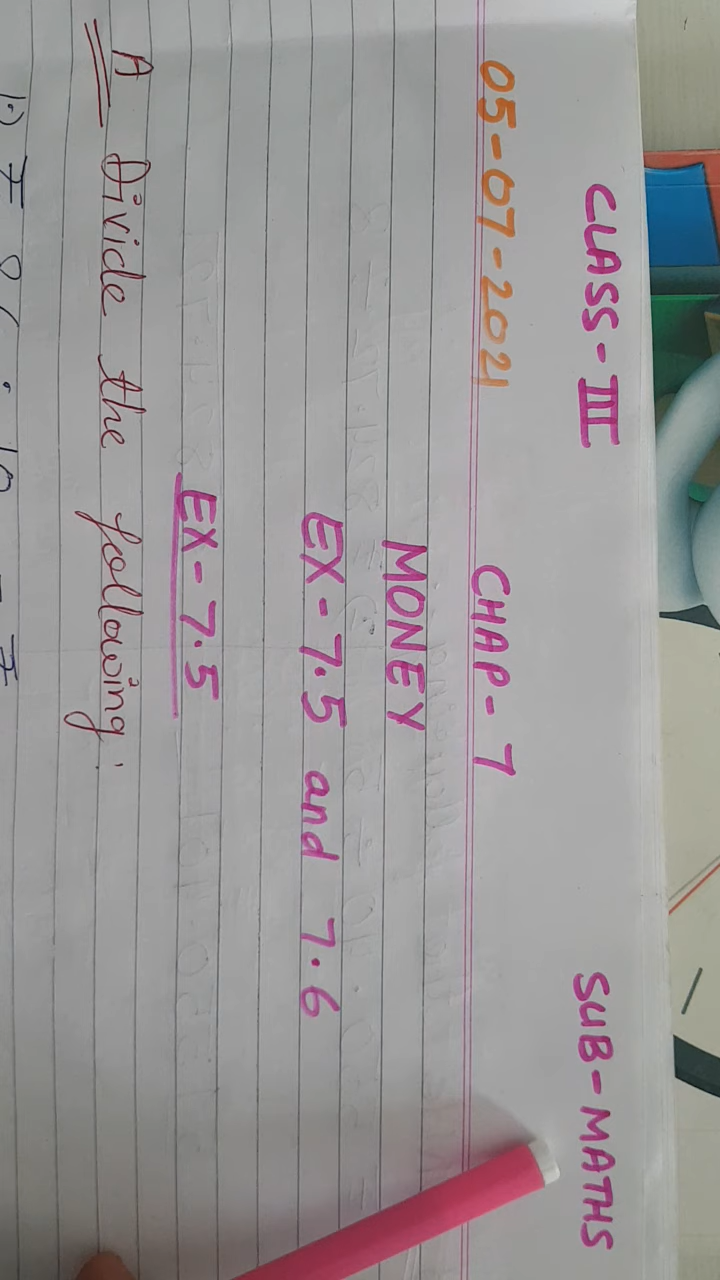 CLASS-III SUB-MATHS
05-07-2021 CHAP-7
MONEY
EX-7.5 and 7.6
EX-7.5
A Divide the following: